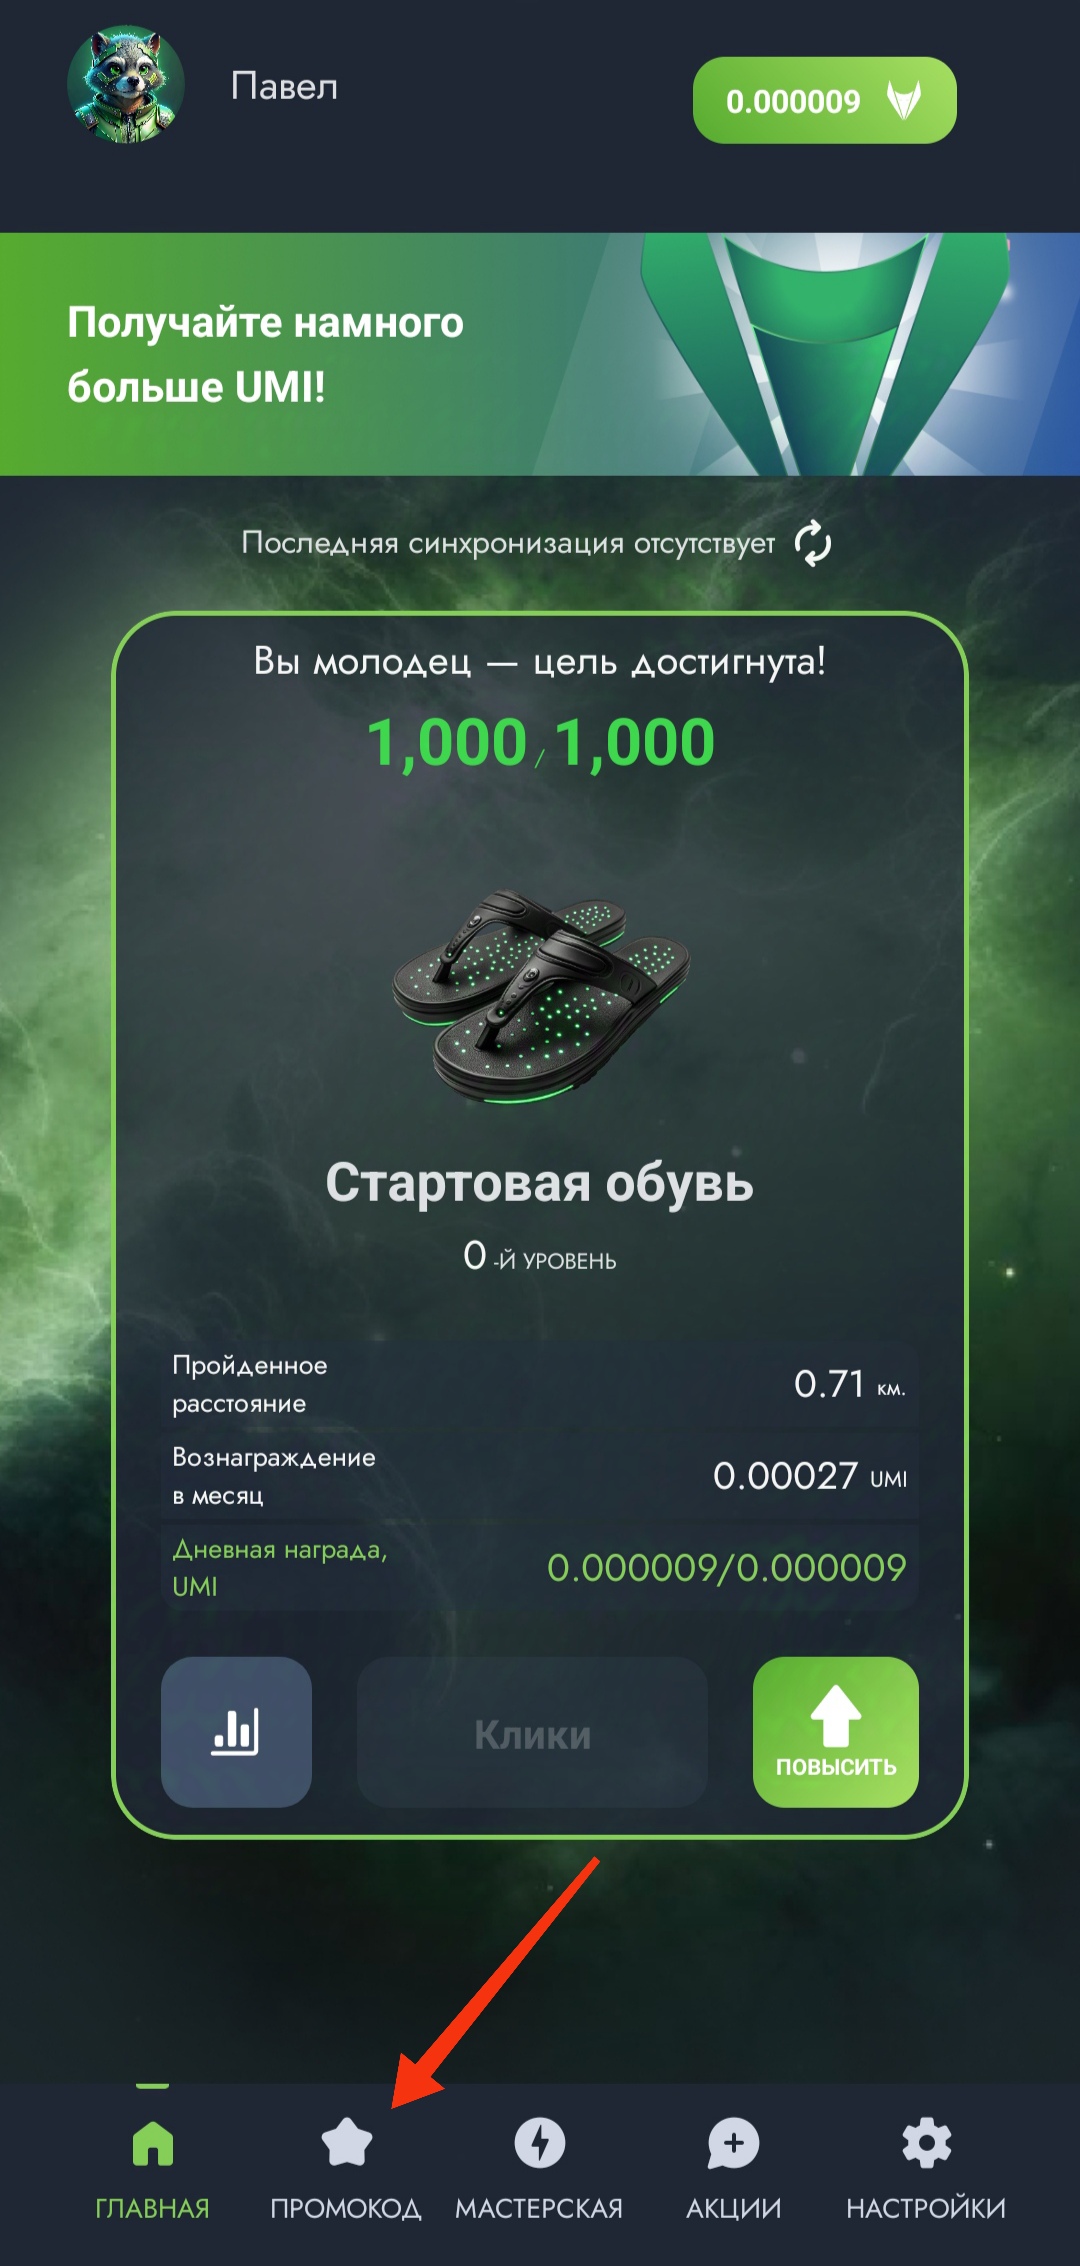 Павел
0.000009
Получайте намного
больше UMI!
Последняя синхронизация отсутствует
Вы молодец — цель достигнута!
1,000 / 1,000
Стартовая обувь
0 -Й УРОВЕНЬ
Пройденное
расстояние
0.71 км.
Вознаграждение
в месяц
0.00027 UMI
Дневная награда,
UMI
0.000009/0.000009
Клики
ПОВЫСИТЬ
ГЛАВНАЯ
ПРОМОКОД
МАСТЕРСКАЯ
АКЦИИ
НАСТРОЙКИ